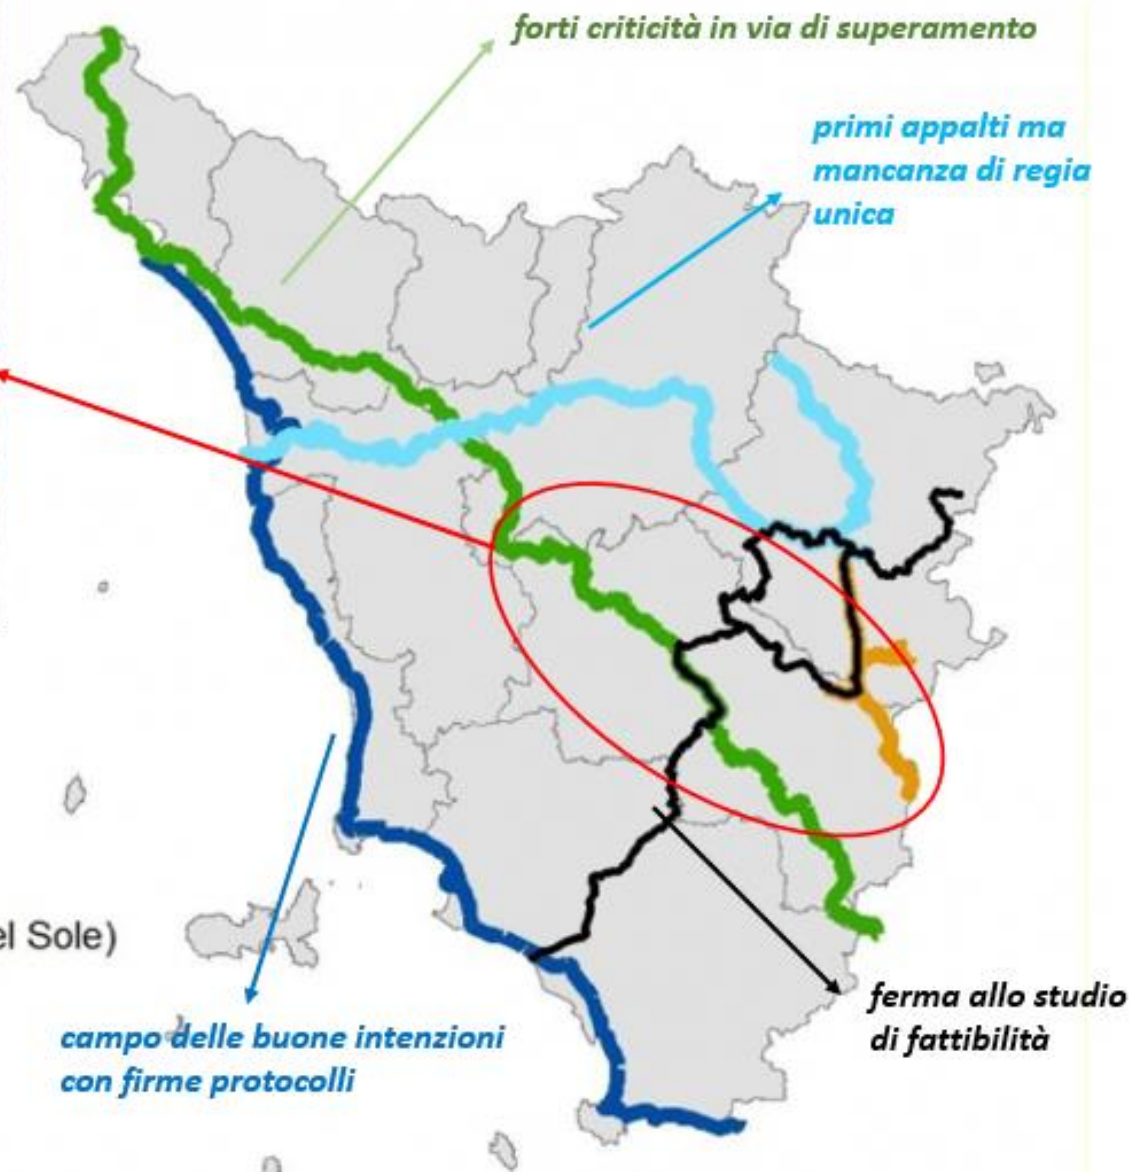 forti criticità in via di superamento
primi appalti ma
mancanza di regia
unica
el Sole)
campo delle buone intenzioni
con firme protocolli
ferma allo studio
di fattibilità